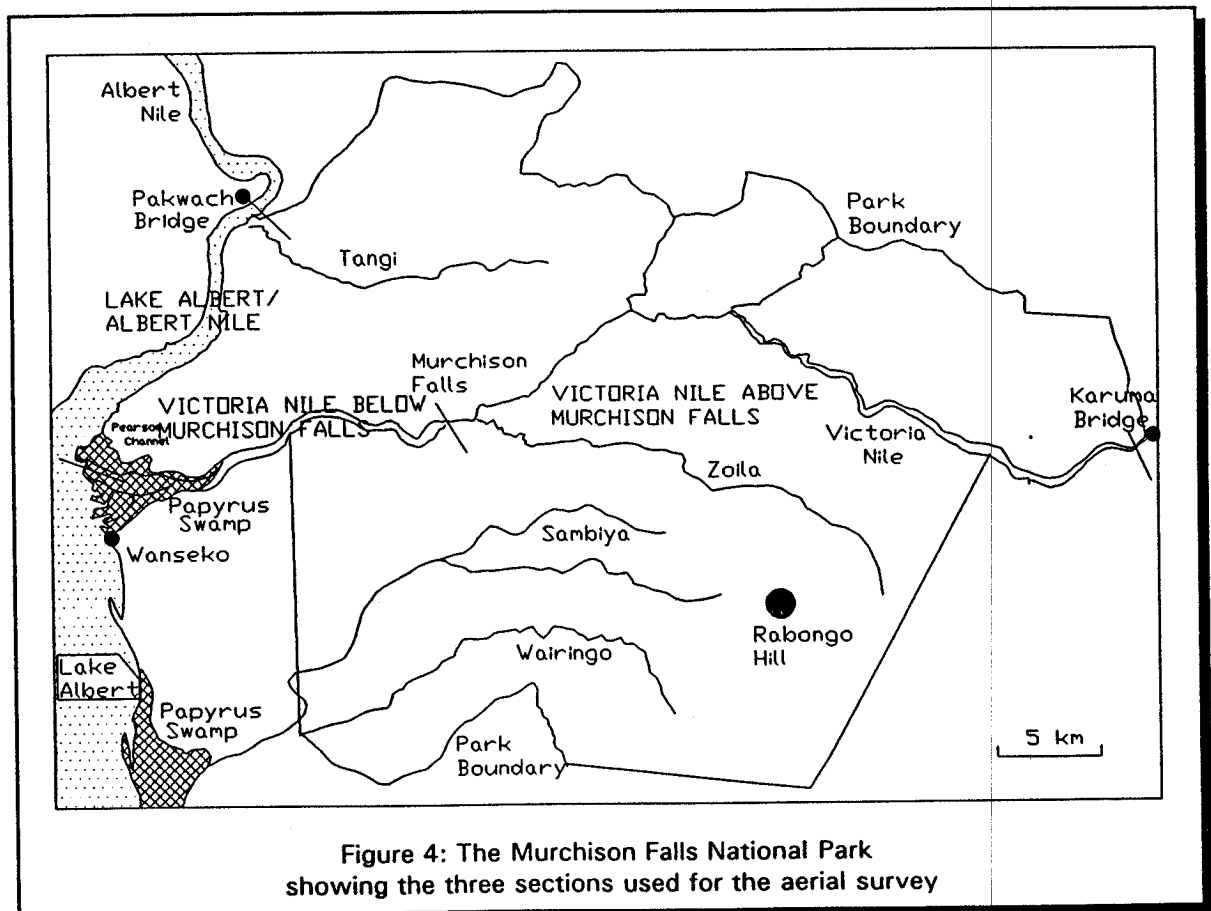 Albert
Nile
Pakwach
Bridge
Tangi
Park
Boundary
LAKE ALBERT/
ALBERT NILE
Murchison
Falls
VICTORIA NILE BELOW
MURCHISON FALLS
VICTORIA NILE ABOVE
MURCHISON FALLS
Karuma
Bridge
Pearson
Channel
Victoria
Nile
Zoila
Papyrus
Swamp
Sambiya
Wanseko
Rabongo
Hill
Wairingo
Lake
Albert
Papyrus
Swamp
Park
Boundary
5 km
Figure 4: The Murchison Falls National Park
showing the three sections used for the aerial survey